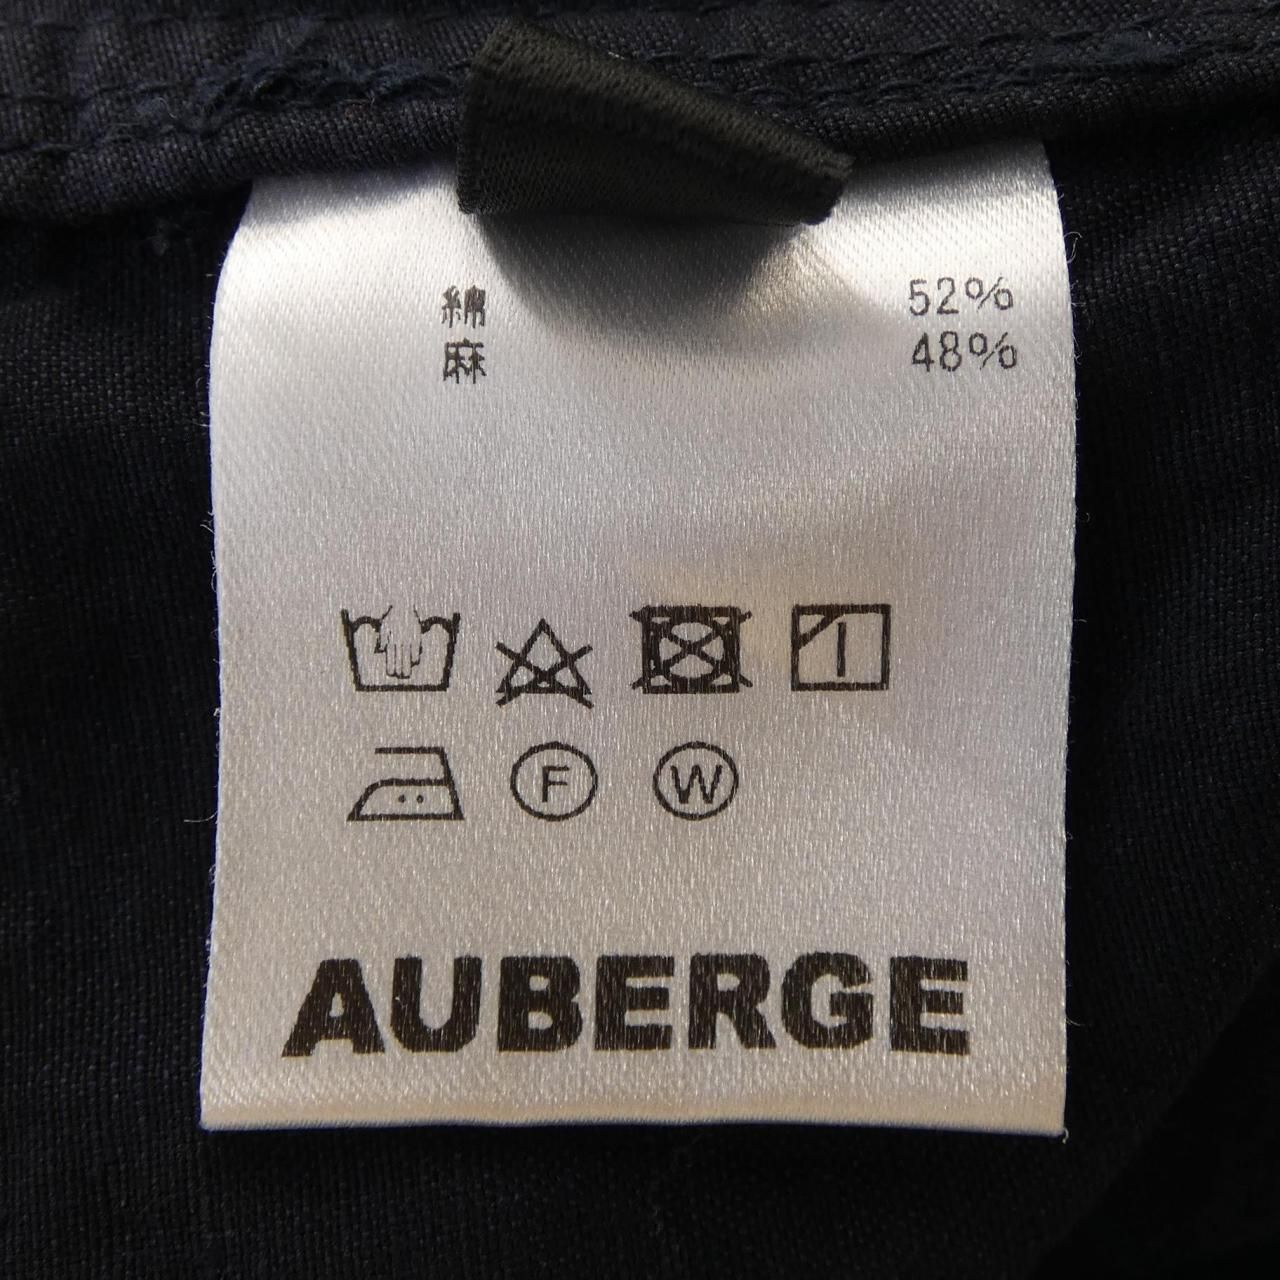 綿 52%
麻 48%
F W
AUBERGE